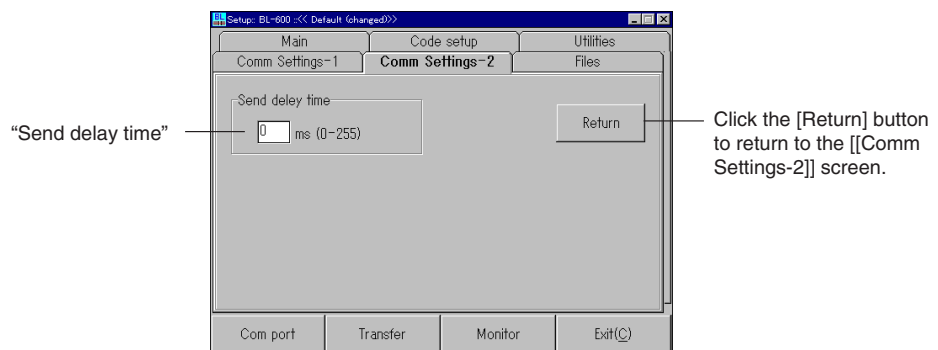 BL Setup:: BL-600 ::<< Default (changed)>>
Main Code setup Utilities
Comm Settings-1 Comm Settings-2 Files
Send deley time
0 ms (0-255)
Return
“Send delay time”
Click the [Return] button
to return to the [[Comm
Settings-2]] screen.
Com port Transfer Monitor Exit(C)